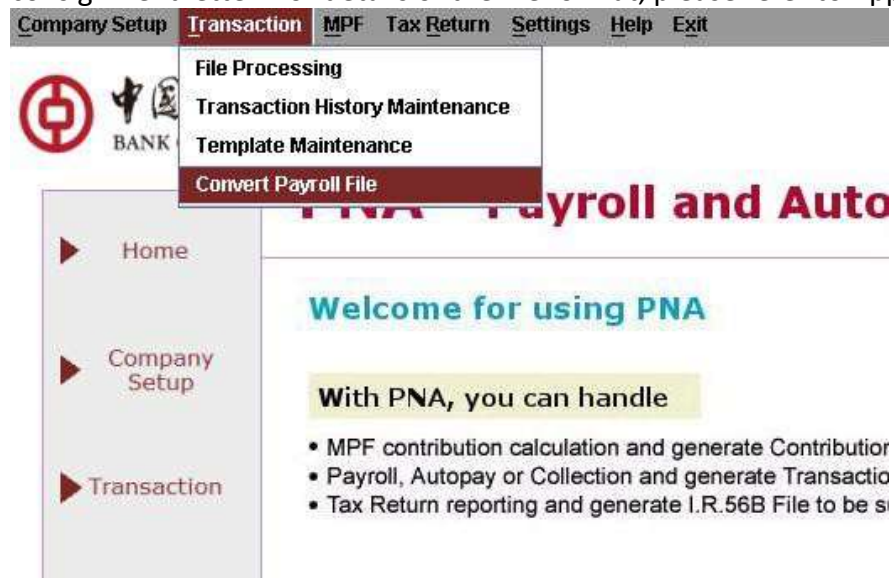 Company Setup Transaction MPF Tax Return Settings Help Exit
File Processing
Transaction History Maintenance
Template Maintenance
Convert Payroll File
中国
BANK
Payroll and Auto
Home
Welcome for using PNA
Company
Setup
With PNA, you can handle
• MPF contribution calculation and generate Contribution
• Payroll, Autopay or Collection and generate Transactio
• Tax Return reporting and generate I.R.56B File to be s
Transaction